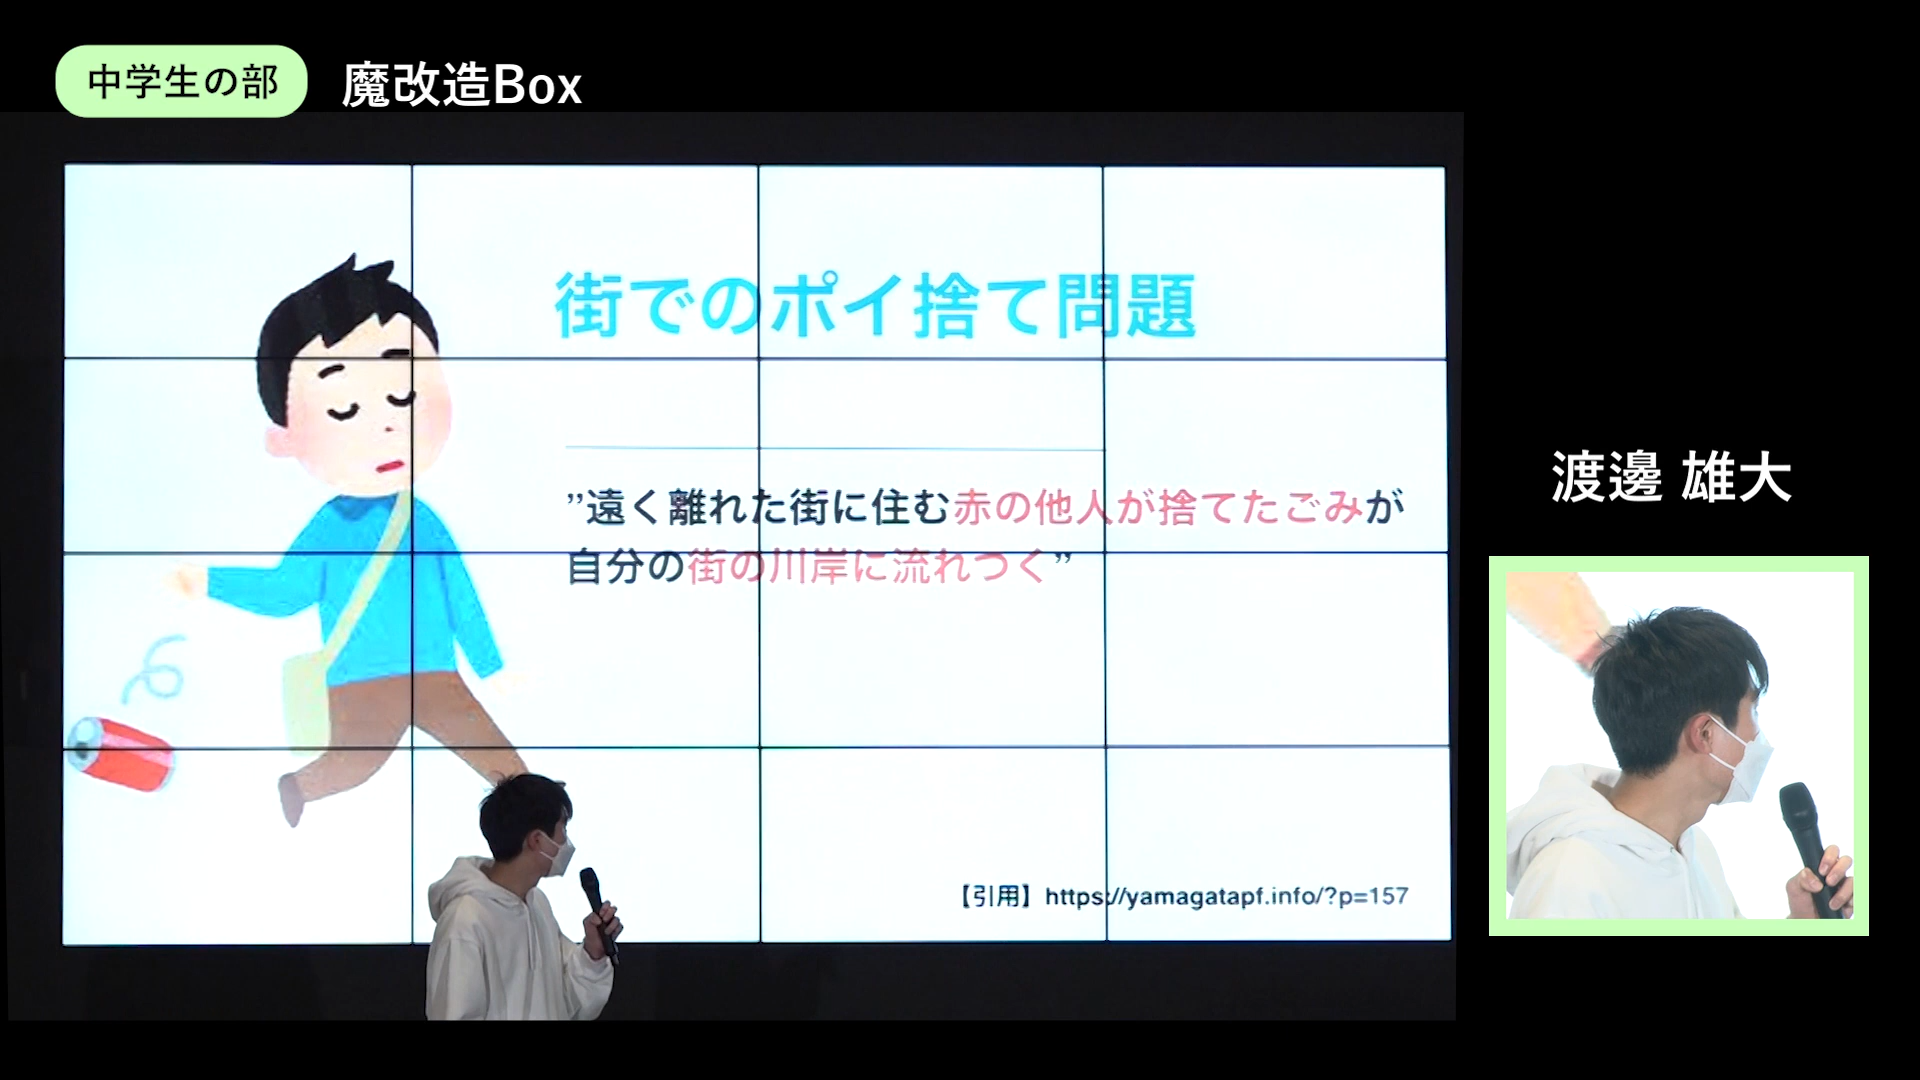 中学生の部
魔改造Box
街でのポイ捨て問題
”遠く離れた街に住む赤の他人が捨てたごみが
自分の街の川岸に流れつく”
【引用】https://yamagatapf.info/?p=157
渡邊 雄大